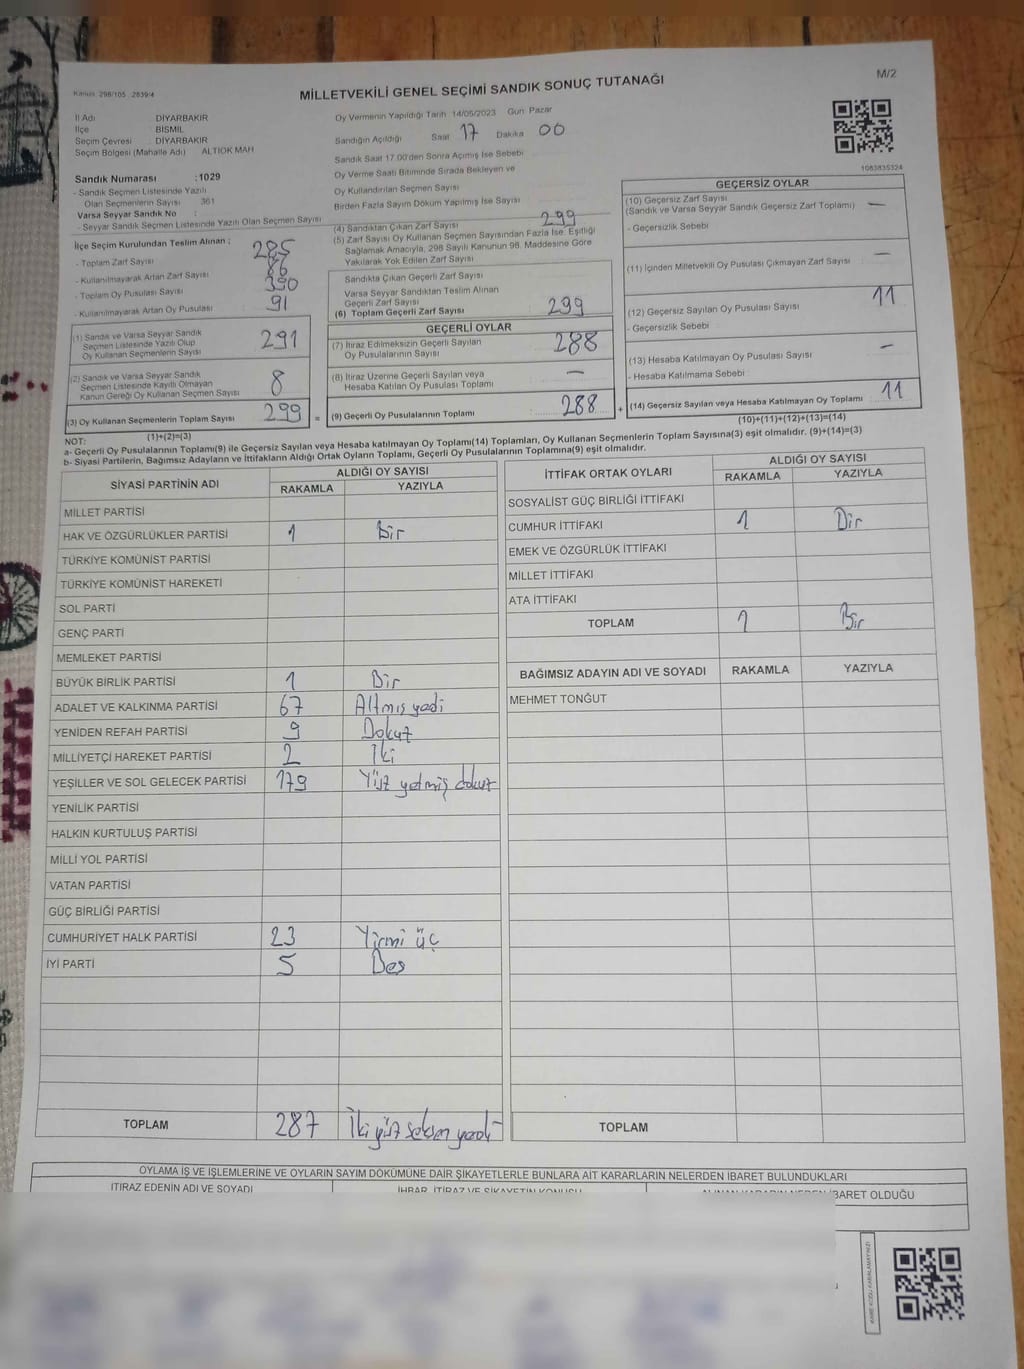 Kanun: 298/105 , 2839/4
M/2
MİLLETVEKİLİ GENEL SEÇİMİ SANDIK SONUÇ TUTANAĞI
İl Adı DİYARBAKIR
İlçe BİSMİL
Seçim Çevresi : DİYARBAKIR
Seçim Bölgesi (Mahalle Adı) ALTIOK MAH
Sandık Numarası :1029
- Sandık Seçmen Listesinde Yazılı
Olan Seçmenlerin Sayısı 361
Varsa Seyyar Sandık No
- Seyyar Sandık Seçmen Listesinde Yazılı Olan Seçmen Sayısı
İlçe Seçim Kurulundan Teslim Alınan ;
- Toplam Zarf Sayısı 285
- Kullanılmayarak Artan Zarf Sayısı 86
- Toplam Oy Pusulası Sayısı 390
- Kullanılmayarak Artan Oy Pusulası 91
(1) Sandık ve Varsa Seyyar Sandık
Seçmen Listesinde Yazılı Olup
Oy Kullanan Seçmenlerin Sayısı 291
(2) Sandık ve Varsa Seyyar Sandık
Seçmen Listesinde Kayıtlı Olmayan
Kanun Gereği Oy Kullanan Seçmen Sayısı 8
(3) Oy Kullanan Seçmenlerin Toplam Sayısı 299 =
(1)+(2)=(3)
Oy Vermenin Yapıldığı Tarih 14/05/2023 Gün Pazar
Sandığın Açıldığı Saat 17 Dakika 00
Sandık Saat 17.00'den Sonra Açımış İse Sebebi
Oy Verme Saati Bitiminde Sırada Bekleyen ve
Oy Kullandırılan Seçmen Sayısı
Birden Fazla Sayım Döküm Yapılmış İse Sayısı
(4) Sandıktan Çıkan Zarf Sayısı 299
(5) Zarf Sayısı Oy Kullanan Seçmen Sayısından Fazla İse, Eşitliği
Sağlamak Amacıyla, 298 Sayılı Kanunun 98. Maddesine Göre
Yakılarak Yok Edilen Zarf Sayısı
Sandıkta Çıkan Geçerli Zarf Sayısı
Varsa Seyyar Sandıktan Teslim Alınan
Geçerli Zarf Sayısı
(6) Toplam Geçerli Zarf Sayısı 299
GEÇERLİ OYLAR
(7) İtiraz Edilmeksizin Geçerli Sayılan
Oy Pusulalarının Sayısı 288
(8) İtiraz Üzerine Geçerli Sayılan veya
Hesaba Katılan Oy Pusulası Toplamı —
(9) Geçerli Oy Pusulalarının Toplamı 288 +
1083835324
GEÇERSİZ OYLAR
(10) Geçersiz Zarf Sayısı
(Sandık ve Varsa Seyyar Sandık Geçersiz Zarf Toplamı) —
- Geçersizlik Sebebi
(11) İçinden Milletvekili Oy Pusulası Çıkmayan Zarf Sayısı —
(12) Geçersiz Sayılan Oy Pusulası Sayısı 11
- Geçersizlik Sebebi
(13) Hesaba Katılmayan Oy Pusulası Sayısı —
- Hesaba Katılmama Sebebi
(14) Geçersiz Sayılan veya Hesaba Katılmayan Oy Toplamı 11
(10)+(11)+(12)+(13)=(14)
NOT:
a- Geçerli Oy Pusulalarının Toplamı(9) ile Geçersiz Sayılan veya Hesaba katılmayan Oy Toplamı(14) Toplamları, Oy Kullanan Seçmenlerin Toplam Sayısına(3) eşit olmalıdır. (9)+(14)=(3)
b- Siyasi Partilerin, Bağımsız Adayların ve İttifakların Aldığı Ortak Oyların Toplamı, Geçerli Oy Pusulalarının Toplamına(9) eşit olmalıdır.
SİYASİ PARTİNİN ADI ALDIĞI OY SAYISI
RAKAMLA YAZIYLA
MİLLET PARTİSİ
HAK VE ÖZGÜRLÜKLER PARTİSİ 1 Bir
TÜRKİYE KOMÜNİST PARTİSİ
TÜRKİYE KOMÜNİST HAREKETİ
SOL PARTİ
GENÇ PARTİ
MEMLEKET PARTİSİ
BÜYÜK BİRLİK PARTİSİ 1 Bir
ADALET VE KALKINMA PARTİSİ 67 Altmış yedi
YENİDEN REFAH PARTİSİ 9 Dokuz
MİLLİYETÇİ HAREKET PARTİSİ 2 İki
YEŞİLLER VE SOL GELECEK PARTİSİ 179 Yüz yetmiş dokuz
YENİLİK PARTİSİ
HALKIN KURTULUŞ PARTİSİ
MİLLİ YOL PARTİSİ
VATAN PARTİSİ
GÜÇ BİRLİĞİ PARTİSİ
CUMHURİYET HALK PARTİSİ 23 Yirmi üç
İYİ PARTİ 5 Beş
TOPLAM 287 İki yüz seksen yedi
İTTİFAK ORTAK OYLARI ALDIĞI OY SAYISI
RAKAMLA YAZIYLA
SOSYALİST GÜÇ BİRLİĞİ İTTİFAKI
CUMHUR İTTİFAKI 1 Bir
EMEK VE ÖZGÜRLÜK İTTİFAKI
MİLLET İTTİFAKI
ATA İTTİFAKI
TOPLAM 1 Bir
BAĞIMSIZ ADAYIN ADI VE SOYADI RAKAMLA YAZIYLA
MEHMET TONĞUT
TOPLAM
OYLAMA İŞ VE İŞLEMLERİNE VE OYLARIN SAYIM DÖKÜMÜNE DAİR ŞİKAYETLERLE BUNLARA AİT KARARLARIN NELERDEN İBARET BULUNDUKLARI
İTİRAZ EDENİN ADI VE SOYADI İHBAR, İTİRAZ VE ŞİKAYETİN KONUSU ALINAN KARARIN NEDEN İBARET OLDUĞU
KARE KODU KARALAMAYINIZ!